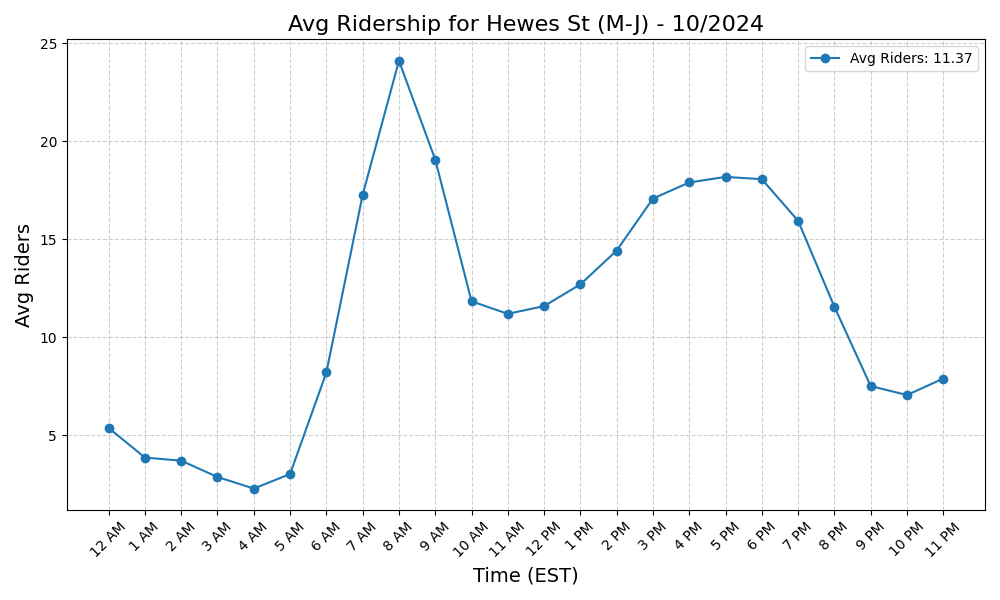 Avg Ridership for Hewes St (M-J) - 10/2024
Avg Riders: 11.37
Avg Riders
25
20
15
10
5
12 AM
1 AM
2 AM
3 AM
4 AM
5 AM
6 AM
7 AM
8 AM
9 AM
10 AM
11 AM
12 PM
1 PM
2 PM
3 PM
4 PM
5 PM
6 PM
7 PM
8 PM
9 PM
10 PM
11 PM
Time (EST)